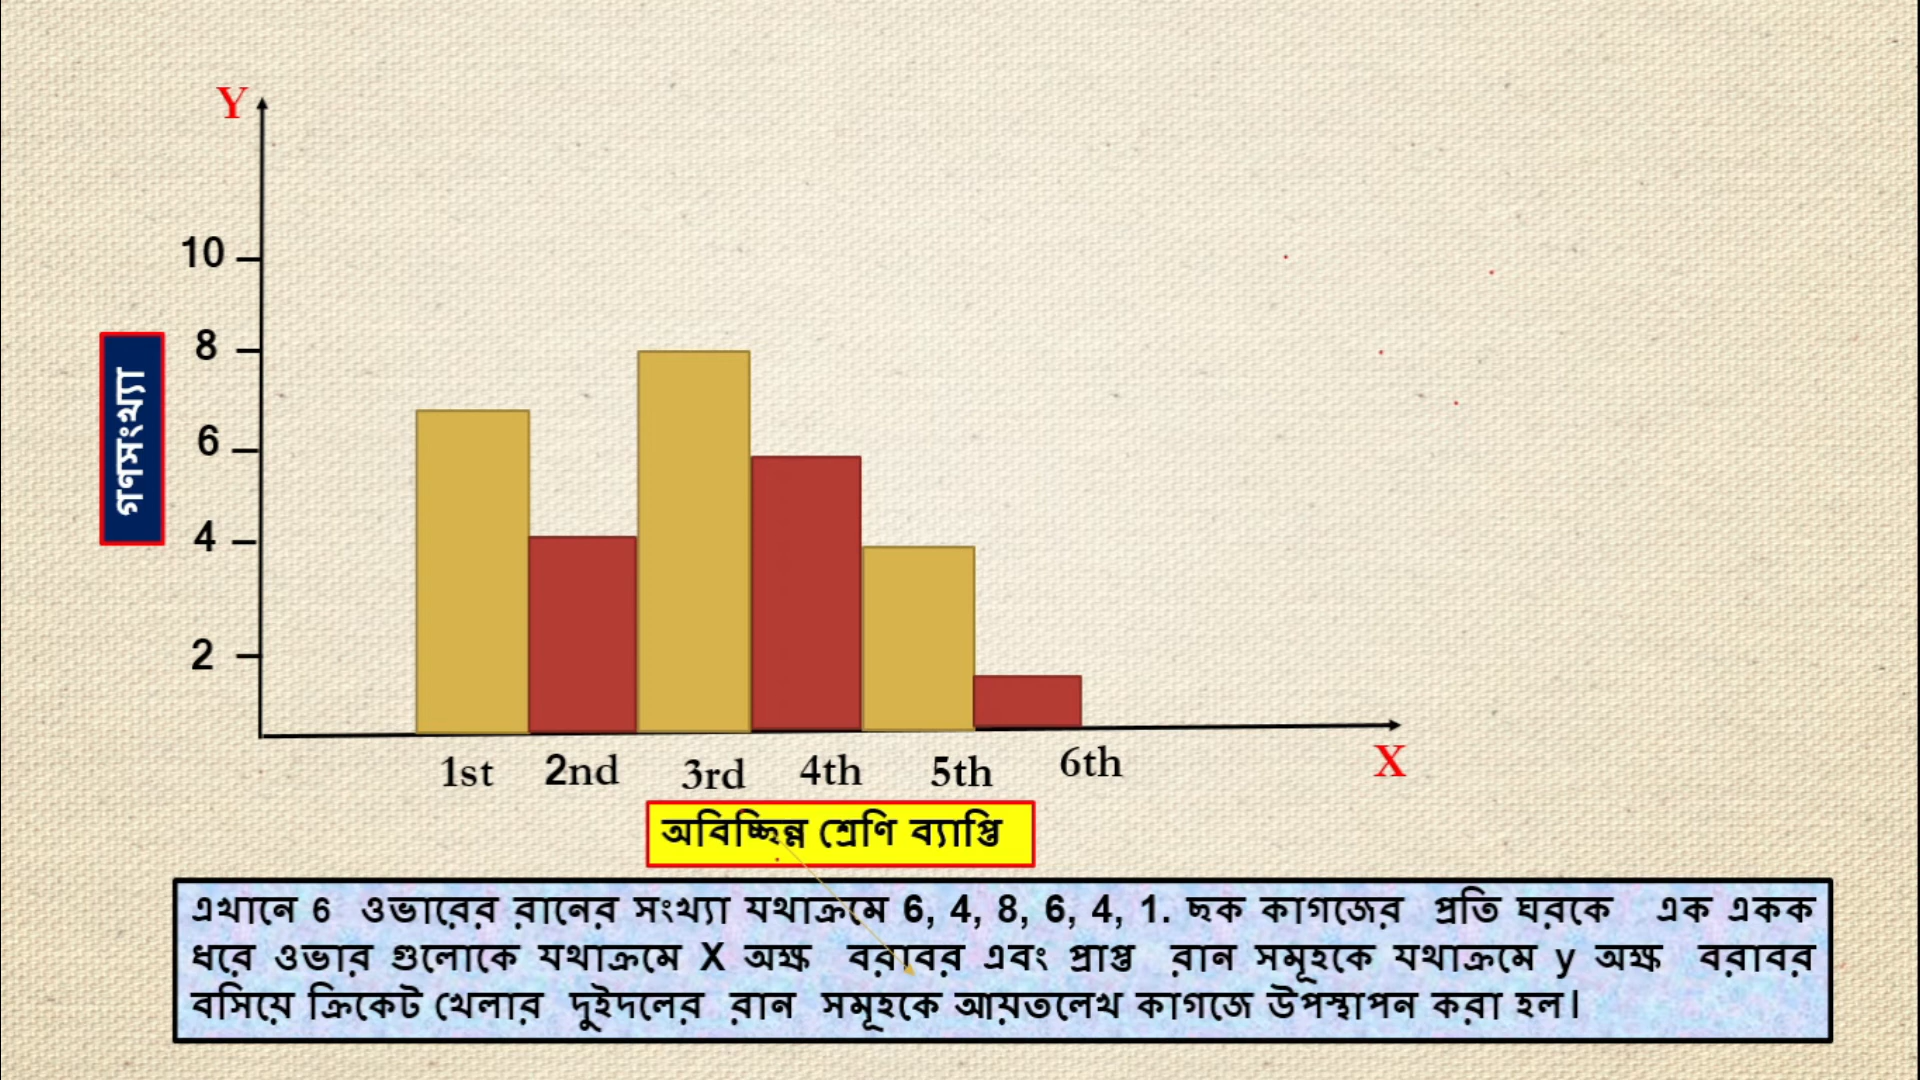 Y
10
8
গণসংখ্যা
6
4
2
1st 2nd 3rd 4th 5th 6th
X
অবিচ্ছিন্ন শ্রেণি ব্যাপ্তি
এখানে 6 ওভারের রানের সংখ্যা যথাক্রমে 6, 4, 8, 6, 4, 1. ছক কাগজের প্রতি ঘরকে এক একক
ধরে ওভার গুলোকে যথাক্রমে X অক্ষ বরাবর এবং প্রাপ্ত রান সমূহকে যথাক্রমে y অক্ষ বরাবর
বসিয়ে ক্রিকেট খেলার দুইদলের রান সমূহকে আয়তলেখ কাগজে উপস্থাপন করা হল।